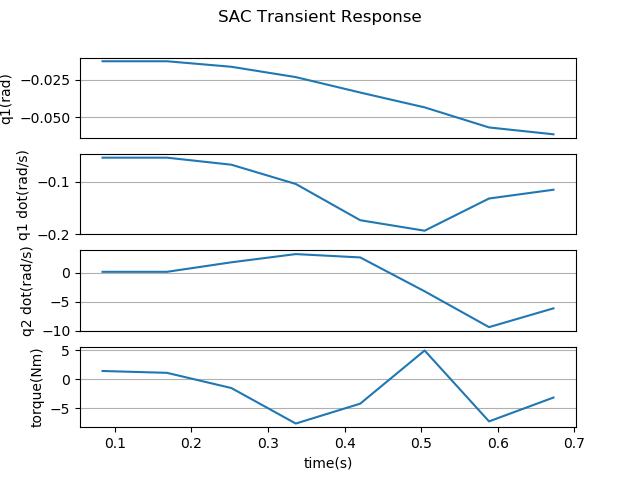 SAC Transient Response
q1(rad)
−0.025
−0.050
q1 dot(rad/s)
−0.1
−0.2
q2 dot(rad/s)
0
−5
−10
torque(Nm)
5
0
−5
0.1 0.2 0.3 0.4 0.5 0.6 0.7
time(s)